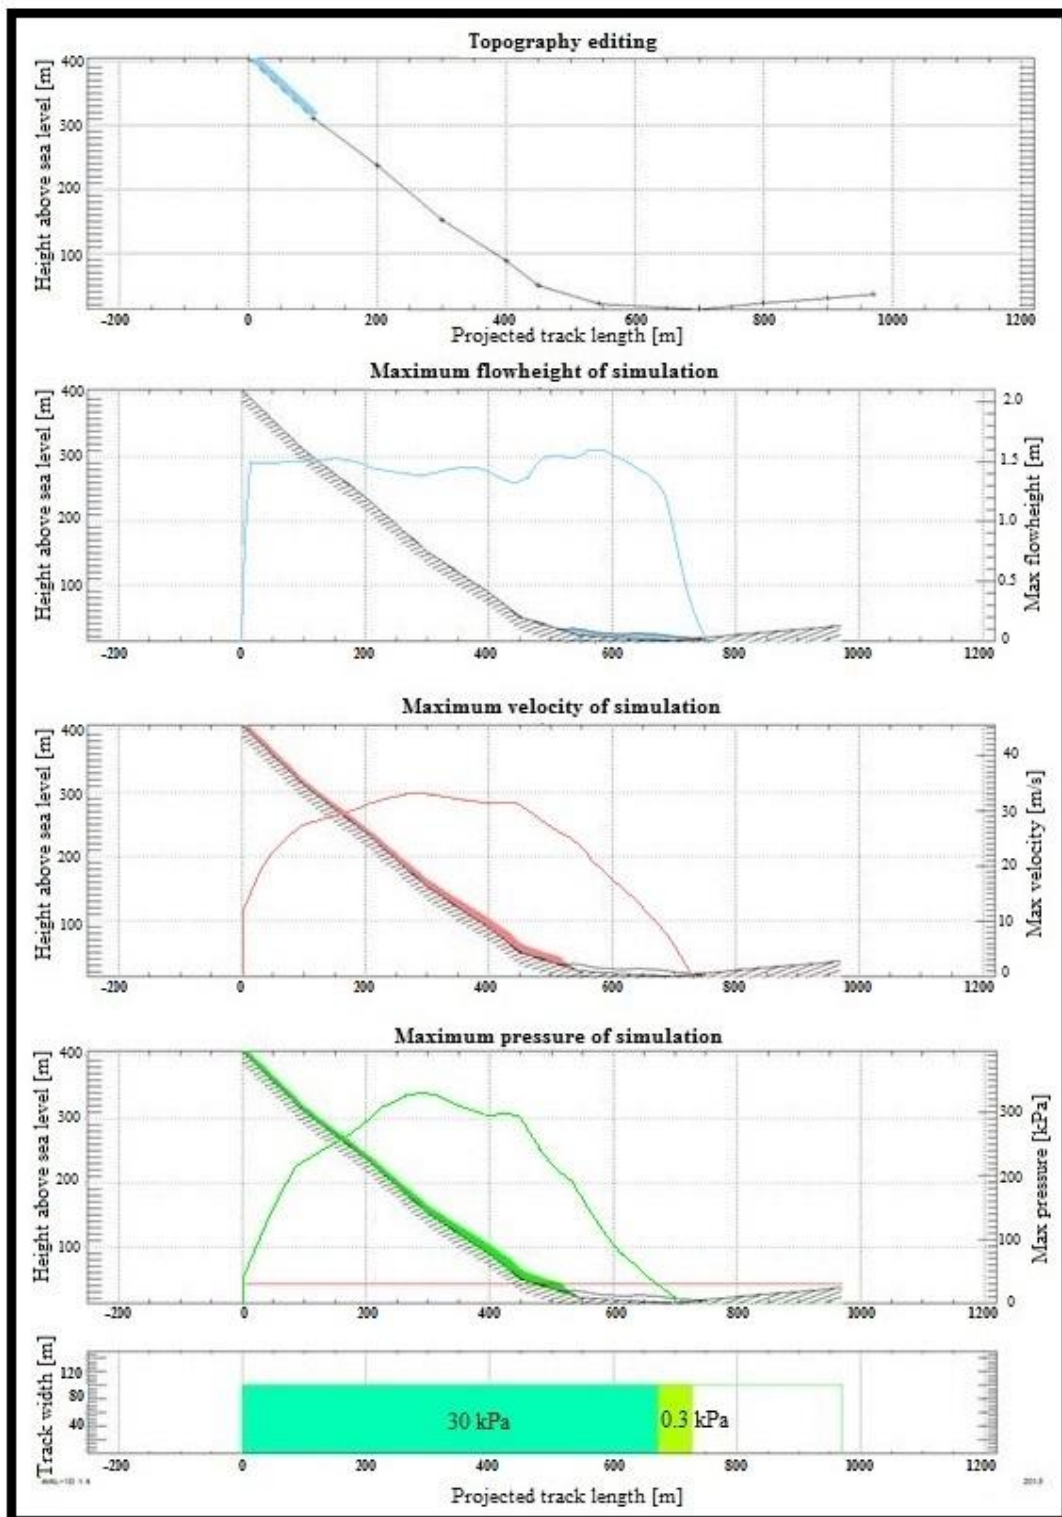 Topography editing
Height above sea level [m]
400
300
200
100
-200 0 200 400 600 800 1000 1200
Projected track length [m]
Maximum flowheight of simulation
Height above sea level [m]
400
300
200
100
2.0
1.5
1.0
0.5
0
Max flowheight [m]
-200 0 200 400 600 800 1000 1200
Maximum velocity of simulation
Height above sea level [m]
400
300
200
100
40
30
20
10
0
Max velocity [m/s]
-200 0 200 400 600 800 1000 1200
Maximum pressure of simulation
Height above sea level [m]
400
300
200
100
300
200
100
0
Max pressure [kPa]
-200 0 200 400 600 800 1000 1200
Track width [m]
120
80
40
30 kPa
0.3 kPa
-200 0 200 400 600 800 1000 1200
Projected track length [m]